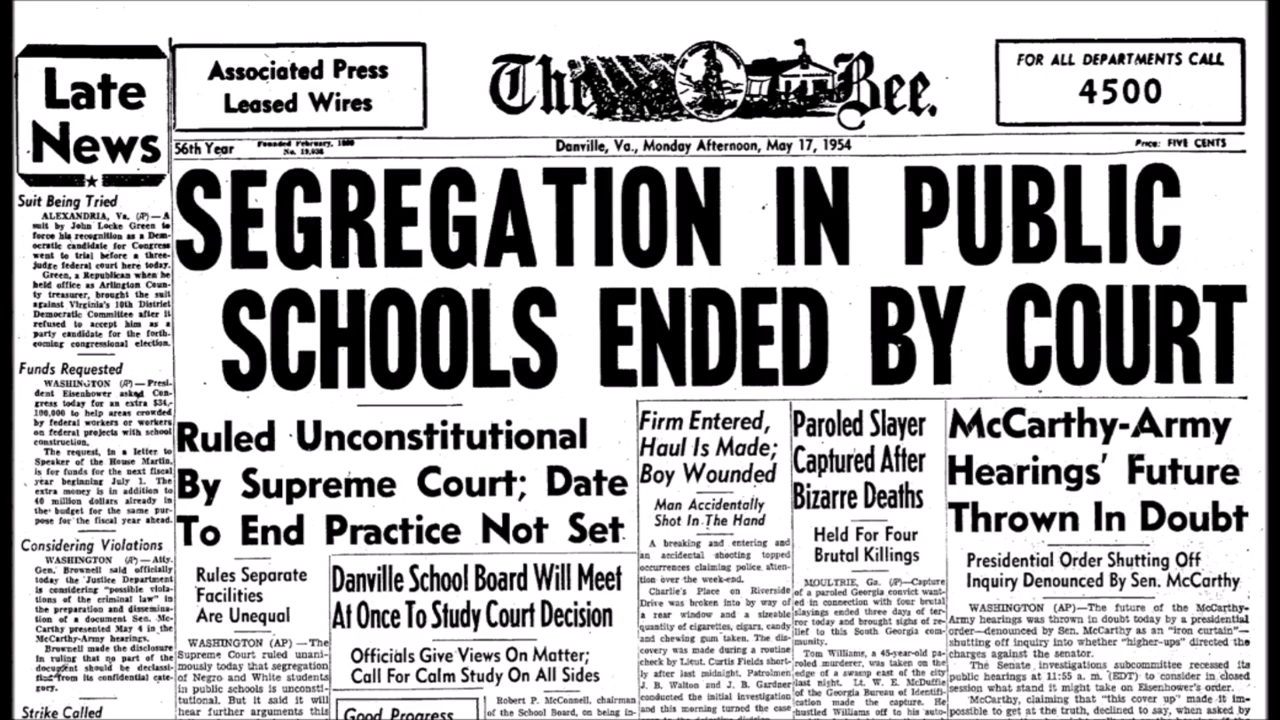 Late
News
Associated Press
Leased Wires
The Bee.
FOR ALL DEPARTMENTS CALL
4500
56th Year
Founded February, 1899
Danville, Va., Monday Afternoon, May 17, 1954
Price: FIVE CENTS
SEGREGATION IN PUBLIC
SCHOOLS ENDED BY COURT
Suit Being Tried
ALEXANDRIA, Va. (AP)—A
suit by John Locke Green to
force his recognition as a Dem-
ocratic candidate for Congress
went to trial before a three-
judge federal court here today.
Green, a Republican when he
held office as Arlington Coun-
ty treasurer, brought the suit
against Virginia's 10th District
Democratic Committee after it
refused to accept him as a
party candidate for the forth-
coming congressional election.
Funds Requested
WASHINGTON (AP)—Presi-
dent Eisenhower asked Con-
gress today for an extra $34,-
100,000 to help areas crowded
by federal workers or workers
on federal projects with school
construction.
The request, in a letter to
Speaker of the House Martin,
is for funds for the next fiscal
year beginning July 1. The
extra money is in addition to
40 million dollars already in
the budget for the same pur-
pose for the fiscal year ahead.
Considering Violations
WASHINGTON (AP)—Atty.
Gen. Brownell said officially
today the Justice Department
is considering "possible viola-
tions of the criminal law" in
the preparation and dissemina-
tion of a document Sen. Mc-
Carthy presented May 4 in the
McCarthy-Army hearings.
Brownell made the disclosure
in ruling that no part of the
document should be declass-
ified from its confidential cate-
gory.
Strike Called
Ruled Unconstitutional
By Supreme Court; Date
To End Practice Not Set
Rules Separate
Facilities
Are Unequal
WASHINGTON (AP) —The
Supreme Court ruled unani-
mously today that segregation
of Negro and White students
in public schools is unconsti-
tutional. But it said it will
hear further arguments this
Danville School Board Will Meet
At Once To Study Court Decision
Officials Give Views On Matter;
Call For Calm Study On All Sides
Good Progress
Robert P. McConnell, chairman
of the School Board, on being in-
Firm Entered,
Haul Is Made;
Boy Wounded
Man Accidentally
Shot In The Hand
A breaking and entering and
an accidental shooting topped
occurrences claiming police atten-
tion over the week-end.
Charlie's Place on Riverside
Drive was broken into by way of
a rear window and a sizeable
quantity of cigarettes, cigars, candy
and chewing gum taken. The dis-
covery was made during a routine
check by Lieut. Curtis Fields short-
ly after last midnight. Patrolmen
J. B. Walton and J. B. Gardner
conducted the initial investigation
and this morning turned the case
Paroled Slayer
Captured After
Bizarre Deaths
Held For Four
Brutal Killings
MOULTRIE, Ga. (AP)—Capture
of a paroled Georgia convict want-
ed in connection with four brutal
slayings ended three days of ter-
ror today and brought sighs of re-
lief to this South Georgia com-
munity.
Tom Williams, a 45-year-old pa-
roled murderer, was taken on the
edge of a swamp east of the city
last night. Lt. W. E. McDuffie
of the Georgia Bureau of Identifi-
cation made the capture. He
hustled Williams off to his auto-
McCarthy-Army
Hearings' Future
Thrown In Doubt
Presidential Order Shutting Off
Inquiry Denounced By Sen. McCarthy
WASHINGTON (AP)—The future of the McCarthy-
Army hearings was thrown in doubt today by a presidential
order—denounced by Sen. McCarthy as an "iron curtain"—
shutting off inquiry into whether "higher-ups" directed the
charges against the senator.
The Senate investigations subcommittee recessed its
public hearings at 11:55 a. m. (EDT) to consider in closed
session what stand it might take on Eisenhower's order.
McCarthy, claiming that "this cover up" made it im-
possible to get at the truth, declined to say, when asked by